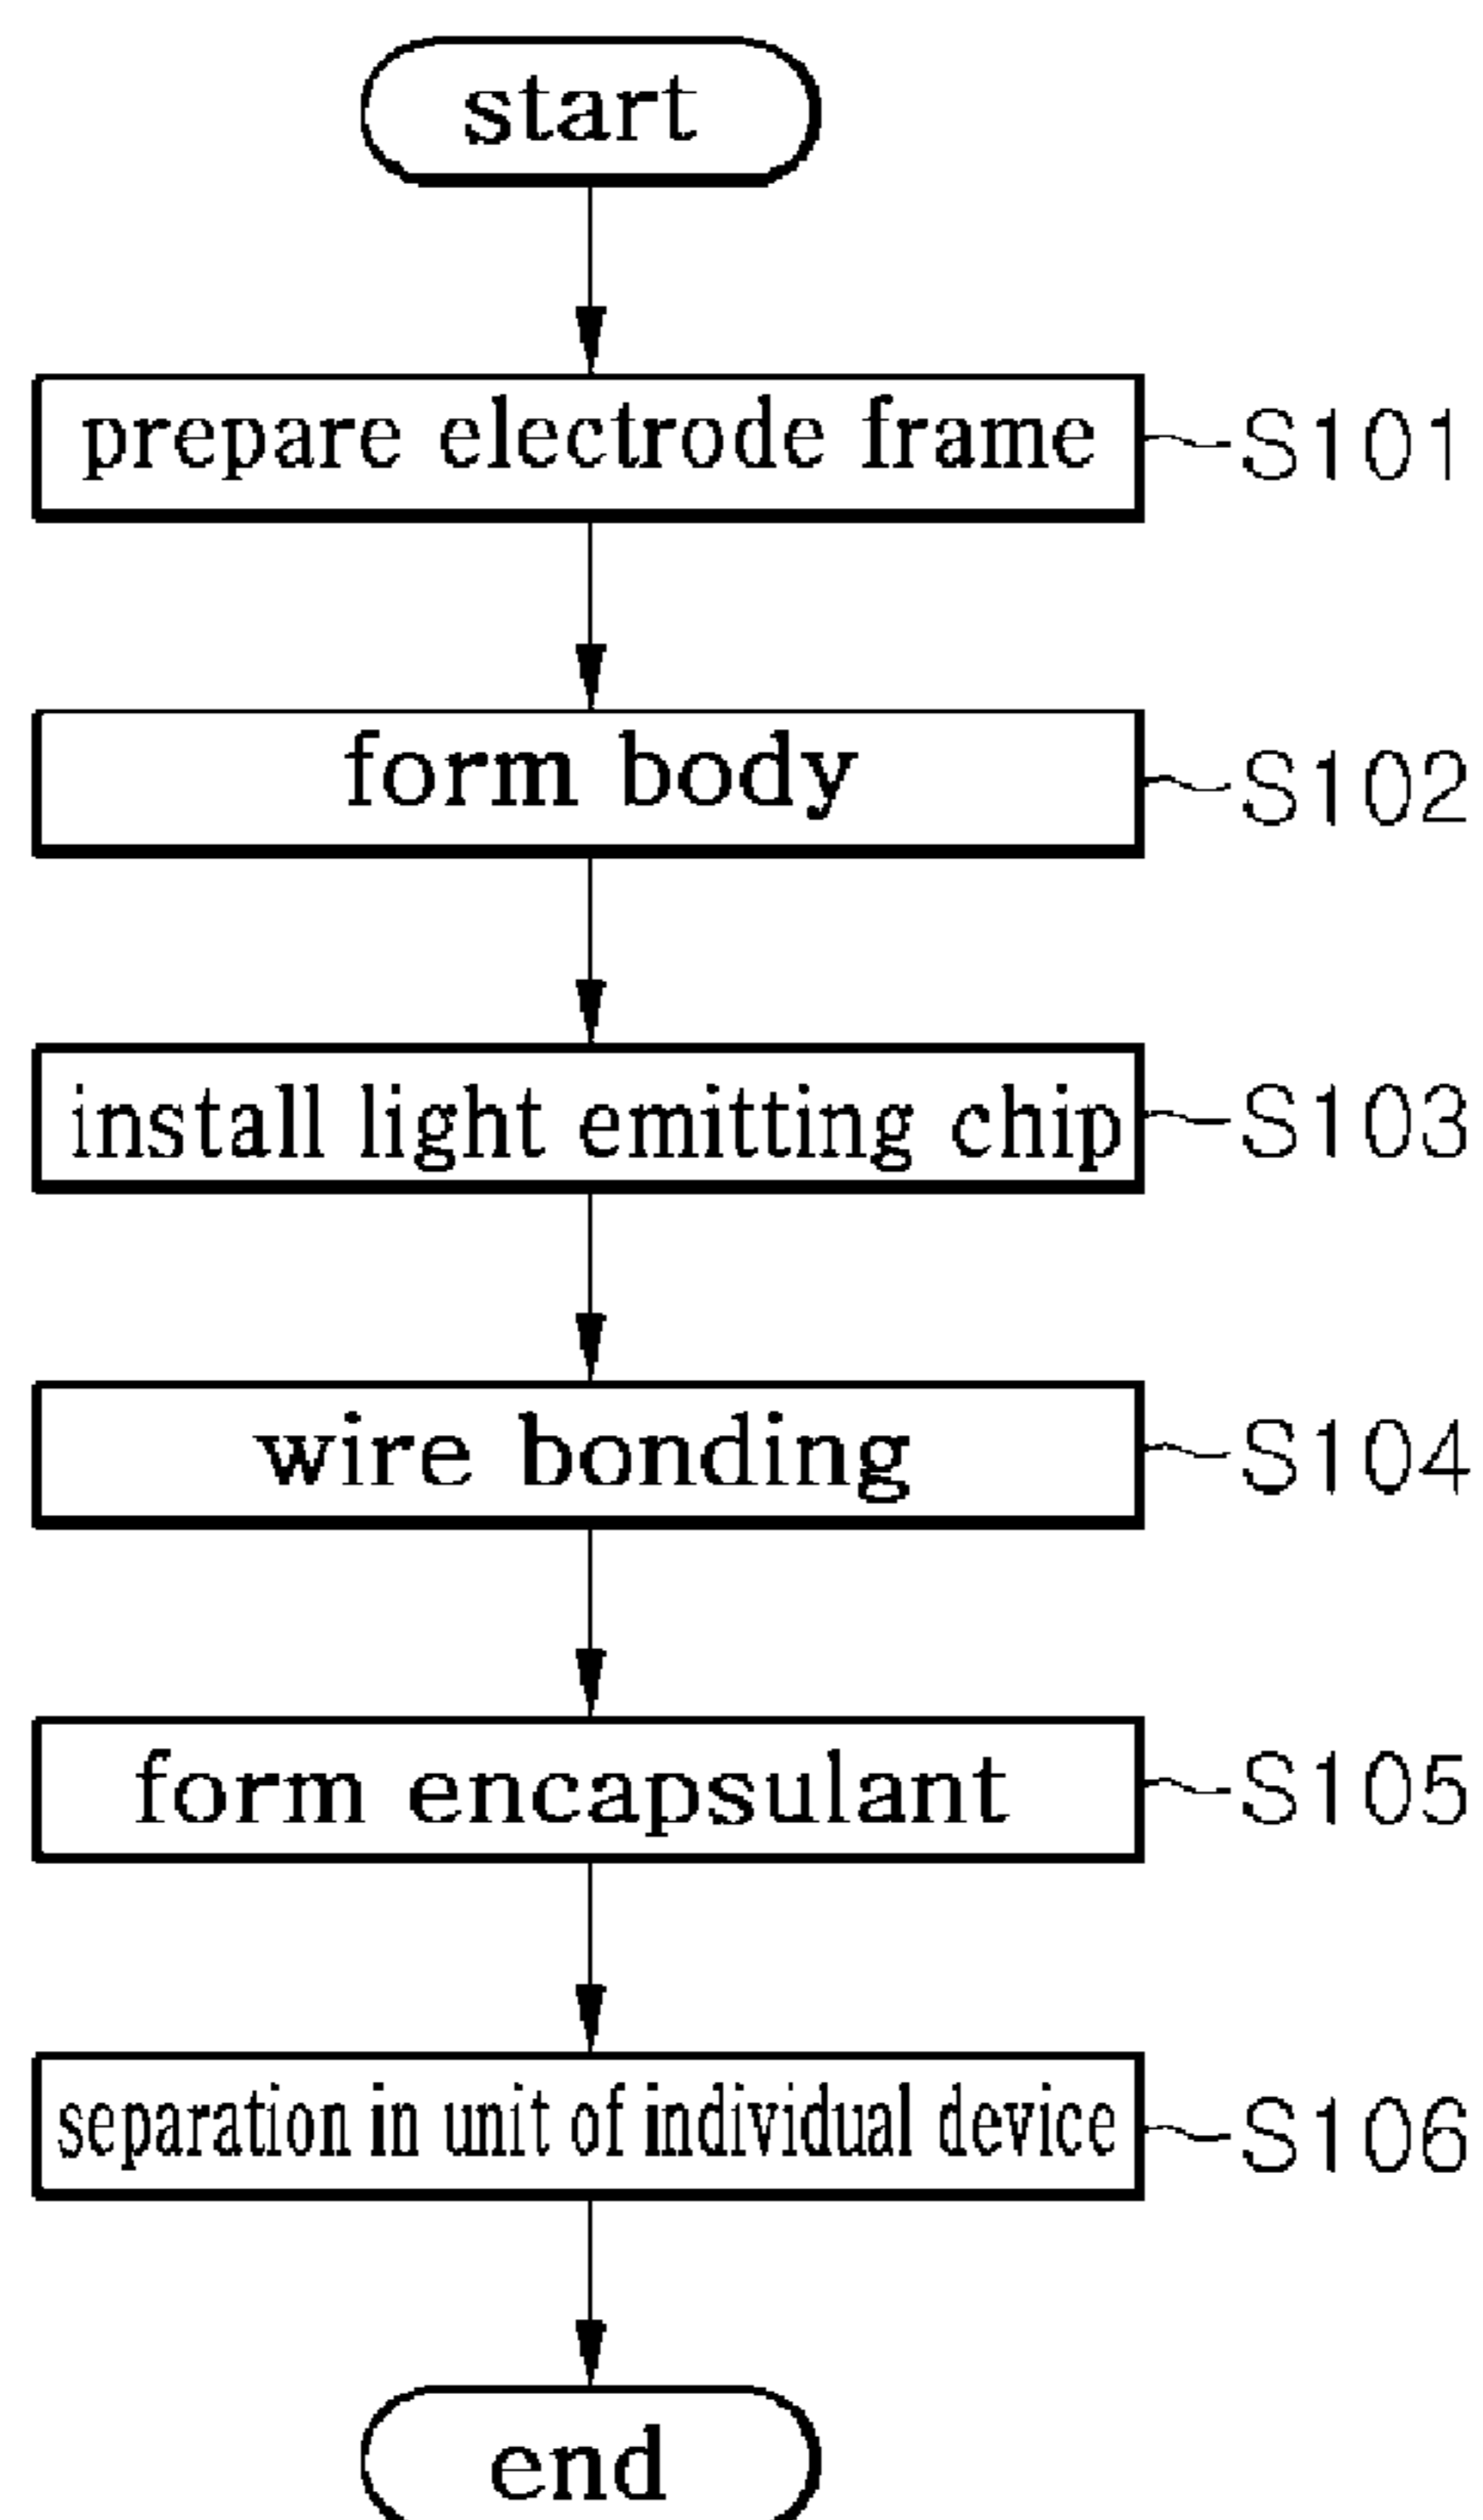 start
prepare electrode frame S101
form body S102
install light emitting chip S103
wire bonding S104
form encapsulant S105
separation in unit of individual device S106
end